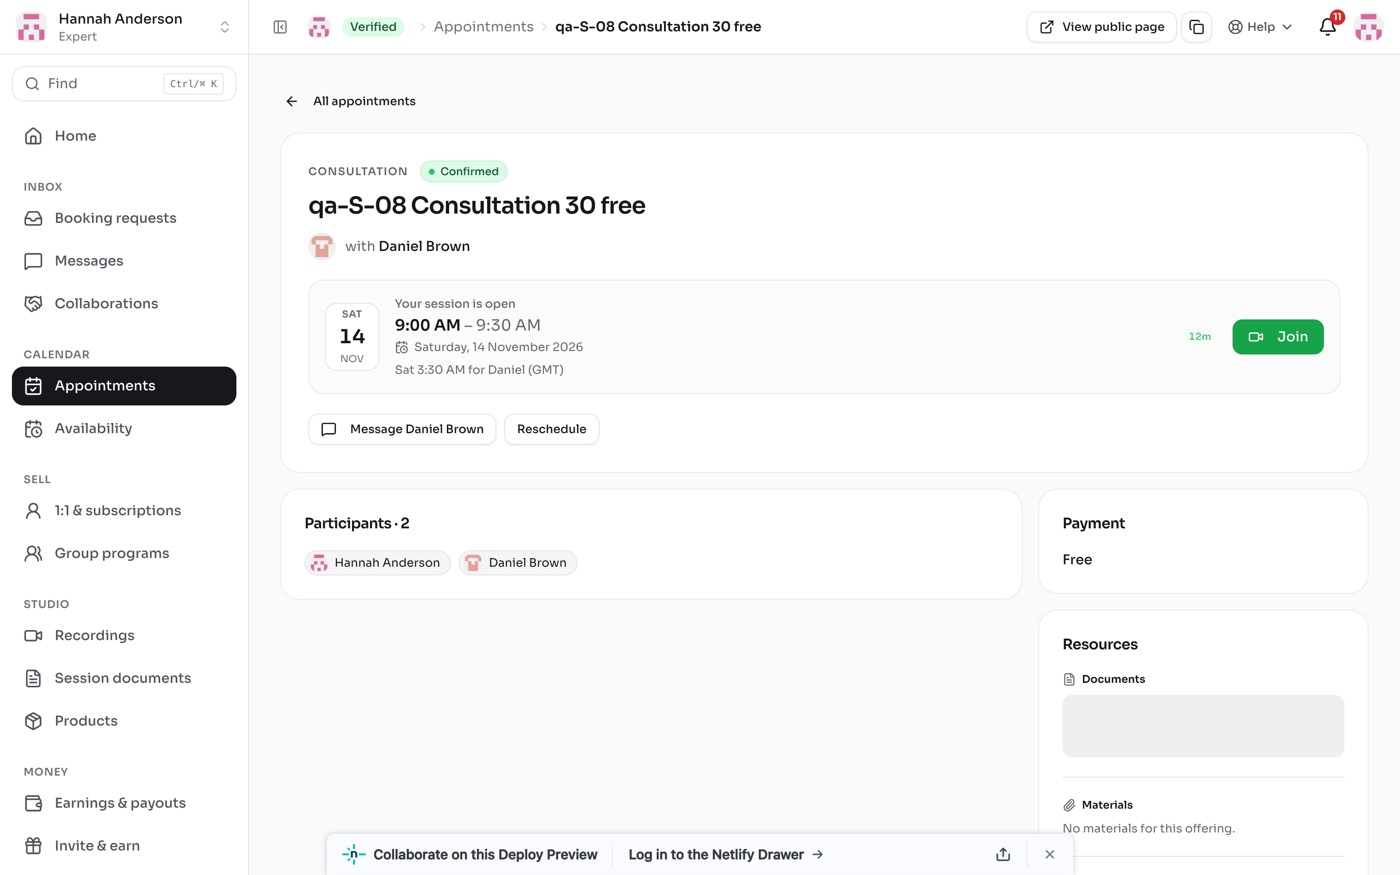 Hannah Anderson
Expert
Verified
Appointments
qa-S-08 Consultation 30 free
View public page
Help
11
Find
Ctrl/⌘ K
Home
INBOX
Booking requests
Messages
Collaborations
CALENDAR
Appointments
Availability
SELL
1:1 & subscriptions
Group programs
STUDIO
Recordings
Session documents
Products
MONEY
Earnings & payouts
Invite & earn
All appointments
CONSULTATION
Confirmed
qa-S-08 Consultation 30 free
with Daniel Brown
SAT
14
NOV
Your session is open
9:00 AM – 9:30 AM
Saturday, 14 November 2026
Sat 3:30 AM for Daniel (GMT)
12m
Join
Message Daniel Brown
Reschedule
Participants · 2
Hannah Anderson
Daniel Brown
Payment
Free
Resources
Documents
Materials
No materials for this offering.
Collaborate on this Deploy Preview
Log in to the Netlify Drawer →